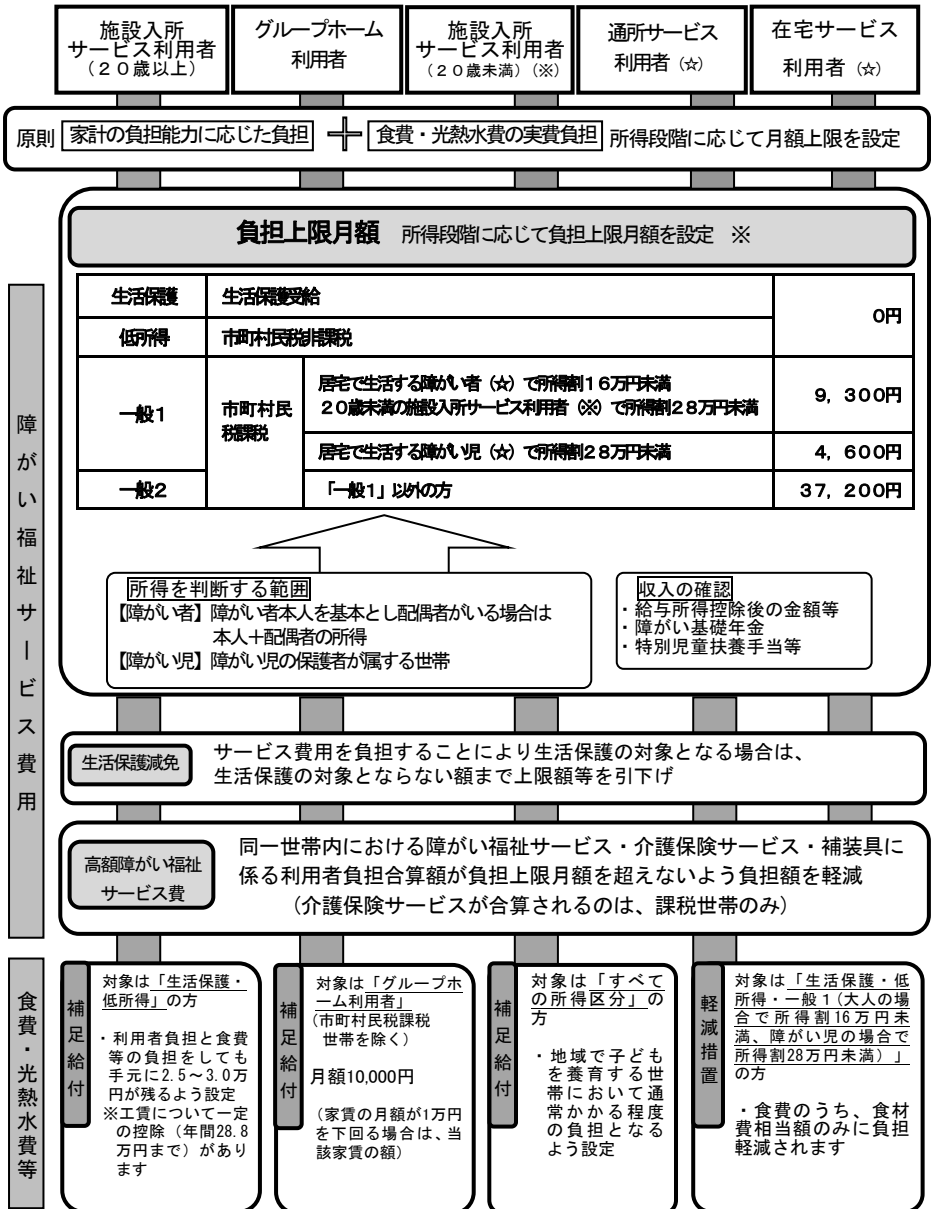 施設入所
サービス利用者
（２０歳以上）
グループホーム
利用者
施設入所
サービス利用者
（２０歳未満）（※）
通所サービス
利用者（☆）
在宅サービス
利用者（☆）
原則 家計の負担能力に応じた負担 ＋ 食費・光熱水費の実費負担 所得段階に応じて月額上限を設定
負担上限月額 所得段階に応じて負担上限月額を設定 ※
障がい福祉サービス費用
生活保護 生活保護受給
0円
低所得 市町村民税非課税
一般1
市町村民
税課税
居宅で生活する障がい者（☆）で所得割１６万円未満
２０歳未満の施設入所サービス利用者（※）で所得割２８万円未満
９，３００円
居宅で生活する障がい児（☆）で所得割２８万円未満 ４，６００円
一般2 「一般1」以外の方 ３７，２００円
所得を判断する範囲
【障がい者】障がい者本人を基本とし配偶者がいる場合は
本人＋配偶者の所得
【障がい児】障がい児の保護者が属する世帯
収入の確認
・給与所得控除後の金額等
・障がい基礎年金
・特別児童扶養手当等
生活保護減免
サービス費用を負担することにより生活保護の対象となる場合は、
生活保護の対象とならない額まで上限額等を引下げ
高額障がい福祉
サービス費
同一世帯内における障がい福祉サービス・介護保険サービス・補装具に
係る利用者負担合算額が負担上限月額を超えないよう負担額を軽減
（介護保険サービスが合算されるのは、課税世帯のみ）
食費・光熱水費等
補足給付
対象は「生活保護・
低所得」の方
・利用者負担と食費
等の負担をしても
手元に2.5～3.0万
円が残るよう設定
※工賃について一定
の控除（年間28.8
万円まで）があり
ます
補足給付
対象は「グループホ
ーム利用者」
（市町村民税課税
世帯を除く）
月額10,000円
（家賃の月額が1万円
を下回る場合は、当
該家賃の額）
補足給付
対象は「すべて
の所得区分」の
方
・地域で子ども
を養育する世
帯において通
常かかる程度
の負担となる
よう設定
軽減措置
対象は「生活保護・低
所得・一般１（大人の場
合で所得割16万円未
満、障がい児の場合で
所得割28万円未満）」
の方
・食費のうち、食材
費相当額のみに負担
軽減されます